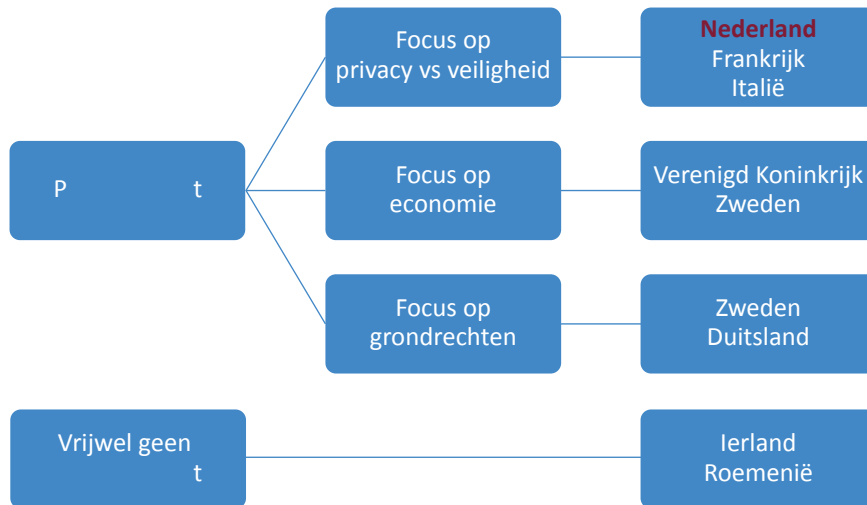 Focus op
privacy vs veiligheid
Nederland
Frankrijk
Italië
P t
Focus op
economie
Verenigd Koninkrijk
Zweden
Focus op
grondrechten
Zweden
Duitsland
Vrijwel geen
t
Ierland
Roemenië